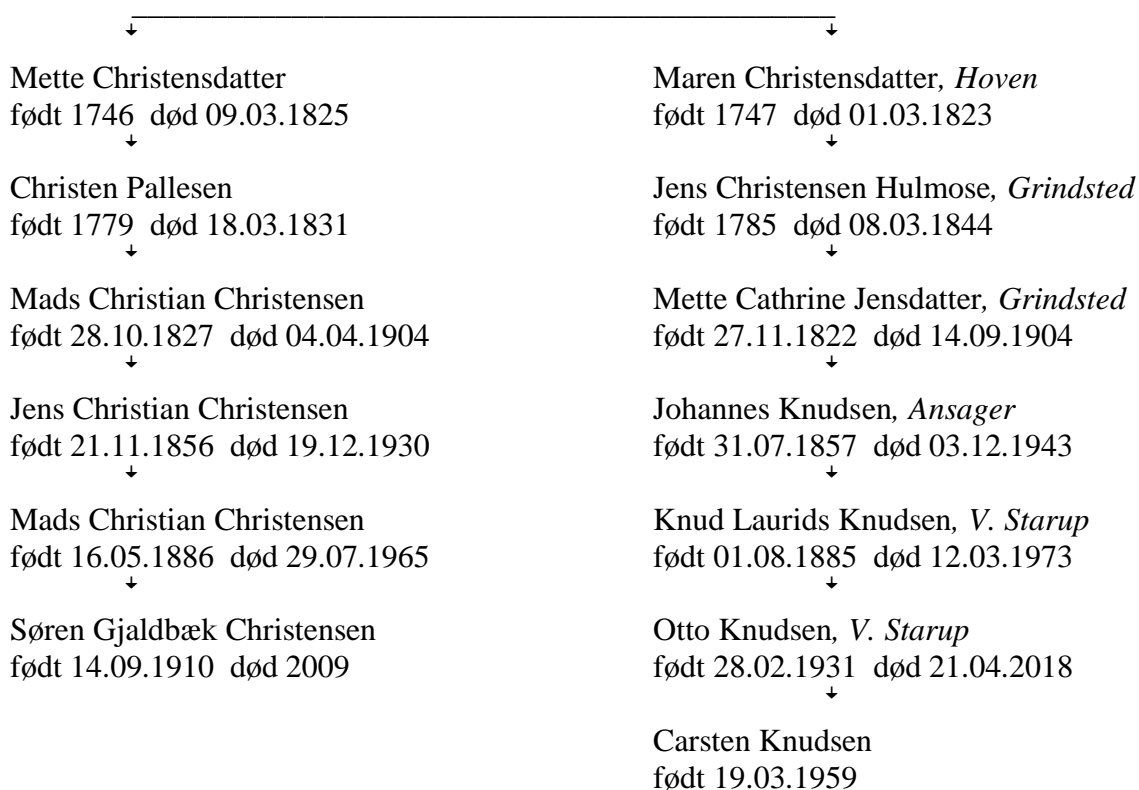 Mette Christensdatter
født 1746 død 09.03.1825
Christen Pallesen
født 1779 død 18.03.1831
Mads Christian Christensen
født 28.10.1827 død 04.04.1904
Jens Christian Christensen
født 21.11.1856 død 19.12.1930
Mads Christian Christensen
født 16.05.1886 død 29.07.1965
Søren Gjaldbæk Christensen
født 14.09.1910 død 2009
Maren Christensdatter, Hoven
født 1747 død 01.03.1823
Jens Christensen Hulmose, Grindsted
født 1785 død 08.03.1844
Mette Cathrine Jensdatter, Grindsted
født 27.11.1822 død 14.09.1904
Johannes Knudsen, Ansager
født 31.07.1857 død 03.12.1943
Knud Laurids Knudsen, V. Starup
født 01.08.1885 død 12.03.1973
Otto Knudsen, V. Starup
født 28.02.1931 død 21.04.2018
Carsten Knudsen
født 19.03.1959